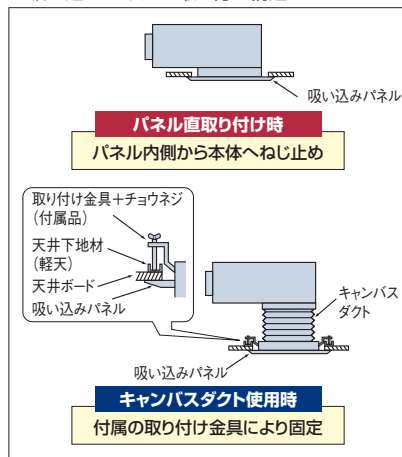 吸い込みパネル
パネル直取り付け時
パネル内側から本体へねじ止め
取り付け金具+チョウネジ
(付属品)
天井下地材
(軽天)
天井ボード
吸い込みパネル
キャンバス
ダクト
吸い込みパネル
キャンバスダクト使用時
付属の取り付け金具により固定